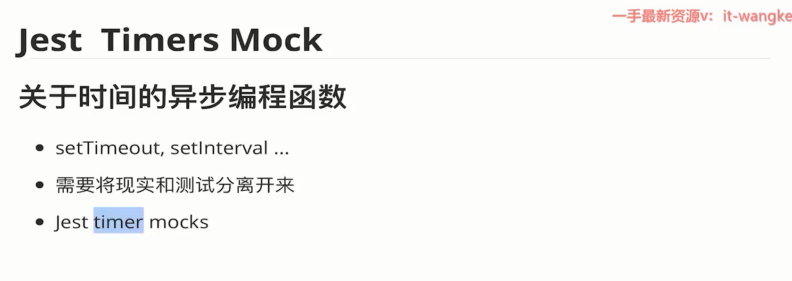 一手最新资源v：it-wangke
Jest  Timers Mock
关于时间的异步编程函数
setTimeout, setInterval ...
需要将现实和测试分离开来
Jest timer mocks